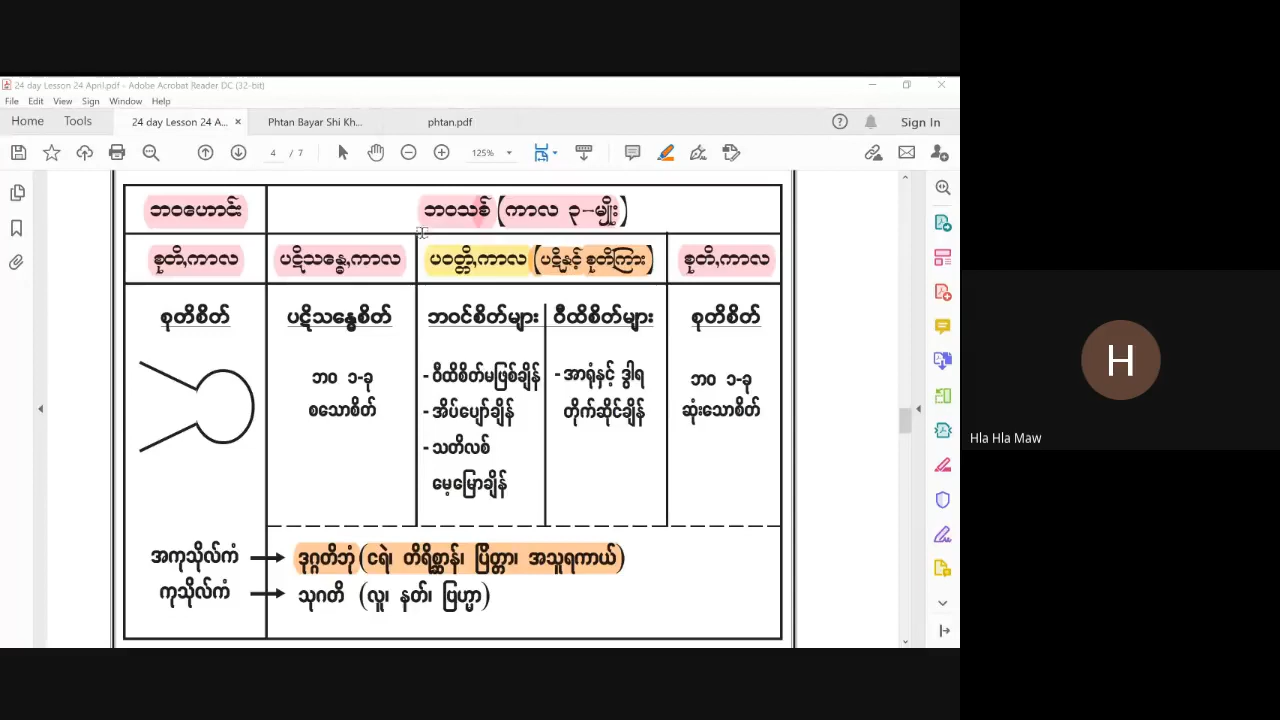 24 day Lesson 24 April.pdf - Adobe Acrobat Reader DC (32-bit)
File Edit View Sign Window Help
Home Tools 24 day Lesson 24 A... × Phtan Bayar Shi Kh... phtan.pdf Sign In
4 / 7 125%
ဘဝဟောင်း ဘဝသစ် (ကာလ ၃-မျိုး)
စုတိ,ကာလ ပဋိသန္ဓေ,ကာလ ပဝတ္တိ,ကာလ (ပဋိနှင့် စုတိကြား) စုတိ,ကာလ
စုတိစိတ် ပဋိသန္ဓေစိတ် ဘဝင်စိတ်များ ဝီထိစိတ်များ စုတိစိတ်
ဘဝ ၁-ခု - ဝီထိစိတ်မဖြစ်ချိန် - အာရုံနှင့် ဒွါရ ဘဝ ၁-ခု
စသောစိတ် - အိပ်ပျော်ချိန် တိုက်ဆိုင်ချိန် ဆုံးသောစိတ်
- သတိလစ်
မေ့မြောချိန်
အကုသိုလ်ကံ → ဒုဂ္ဂတိဘုံ (ငရဲ၊ တိရိစ္ဆာန်၊ ပြိတ္တာ၊ အသူရကာယ်)
ကုသိုလ်ကံ → သုဂတိ (လူ၊ နတ်၊ ဗြဟ္မာ)
H
Hla Hla Maw